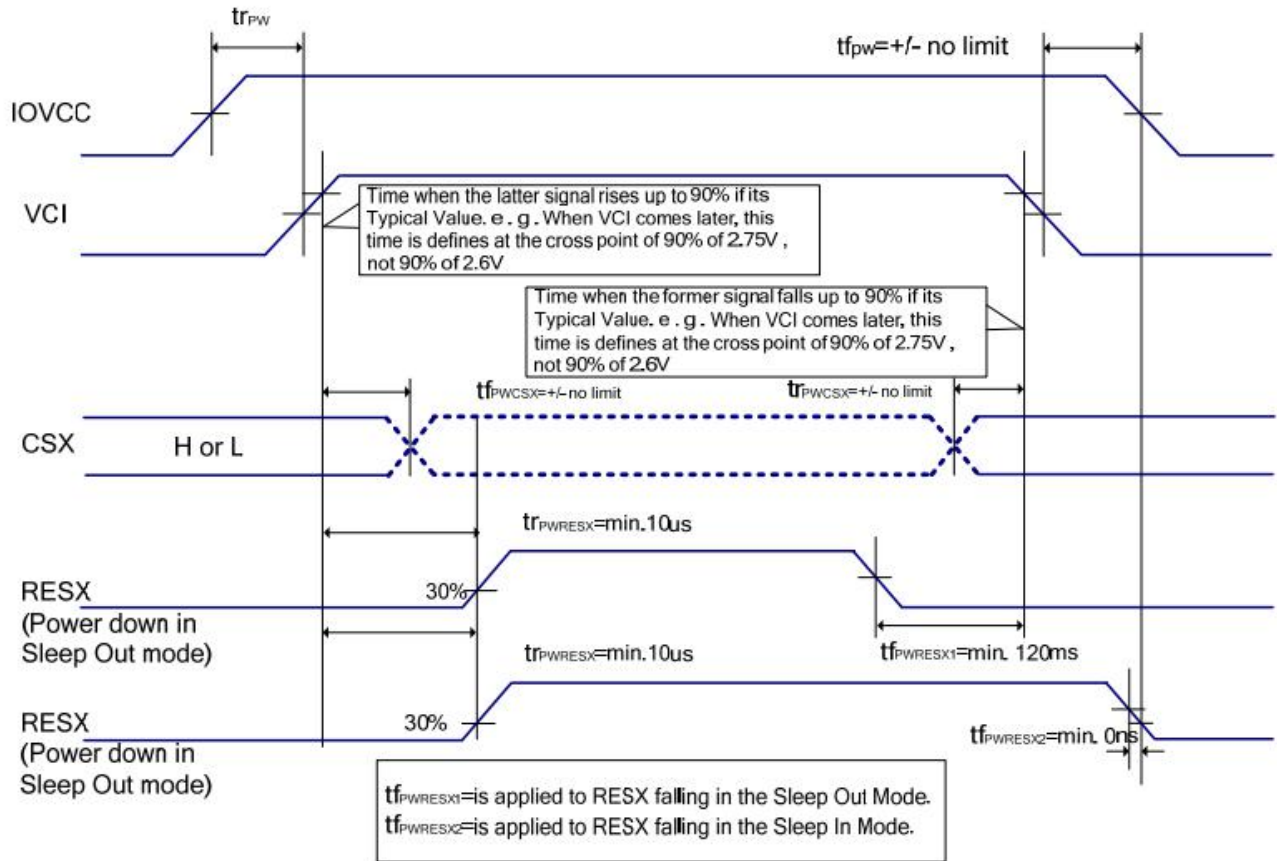 trPW
tfpw=+/- no limit
IOVCC
VCI
Time when the latter signal rises up to 90% if its
Typical Value. e.g. When VCI comes later, this
time is defines at the cross point of 90% of 2.75V,
not 90% of 2.6V
Time when the former signal falls up to 90% if its
Typical Value. e.g. When VCI comes later, this
time is defines at the cross point of 90% of 2.75V,
not 90% of 2.6V
tfPWCSX=+/- no limit
trPWCSX=+/- no limit
CSX
H or L
trPWRESX=min.10us
30%
RESX
(Power down in
Sleep Out mode)
tfPWRESX1=min. 120ms
trPWRESX=min.10us
30%
RESX
(Power down in
Sleep Out mode)
tfPWRESX2=min. 0ns
tfPWRESX1=is applied to RESX falling in the Sleep Out Mode.
tfPWRESX2=is applied to RESX falling in the Sleep In Mode.